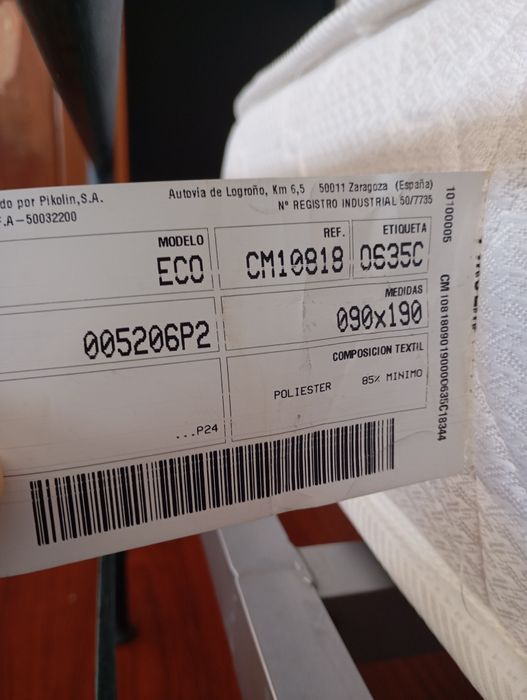 do por Pikolin,S.A.
Autovia de Logroño, Km 6,5 50011 Zaragoza (España)
.A-50032200
Nº REGISTRO INDUSTRIAL 50/7735
MODELO
ECO
REF.
CM10818
ETIQUETA
0635C
005206P2
MEDIDAS
090x190
COMPOSICION TEXTIL
POLIESTER 85% MINIMO
...P24
10100005 CM10818090190000635C18344